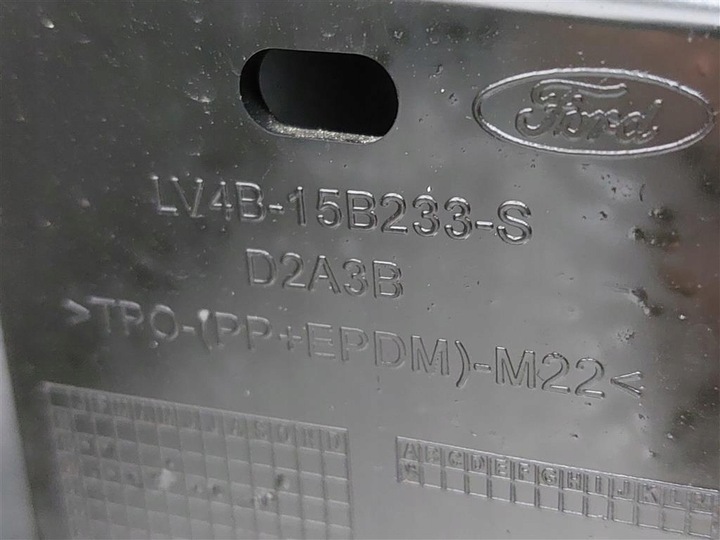 Ford
LV4B-15B233-S
D2A3B
>TPO-(PP+EPDM)-M22<
J A S O N D
A B C D E F G H I J K L